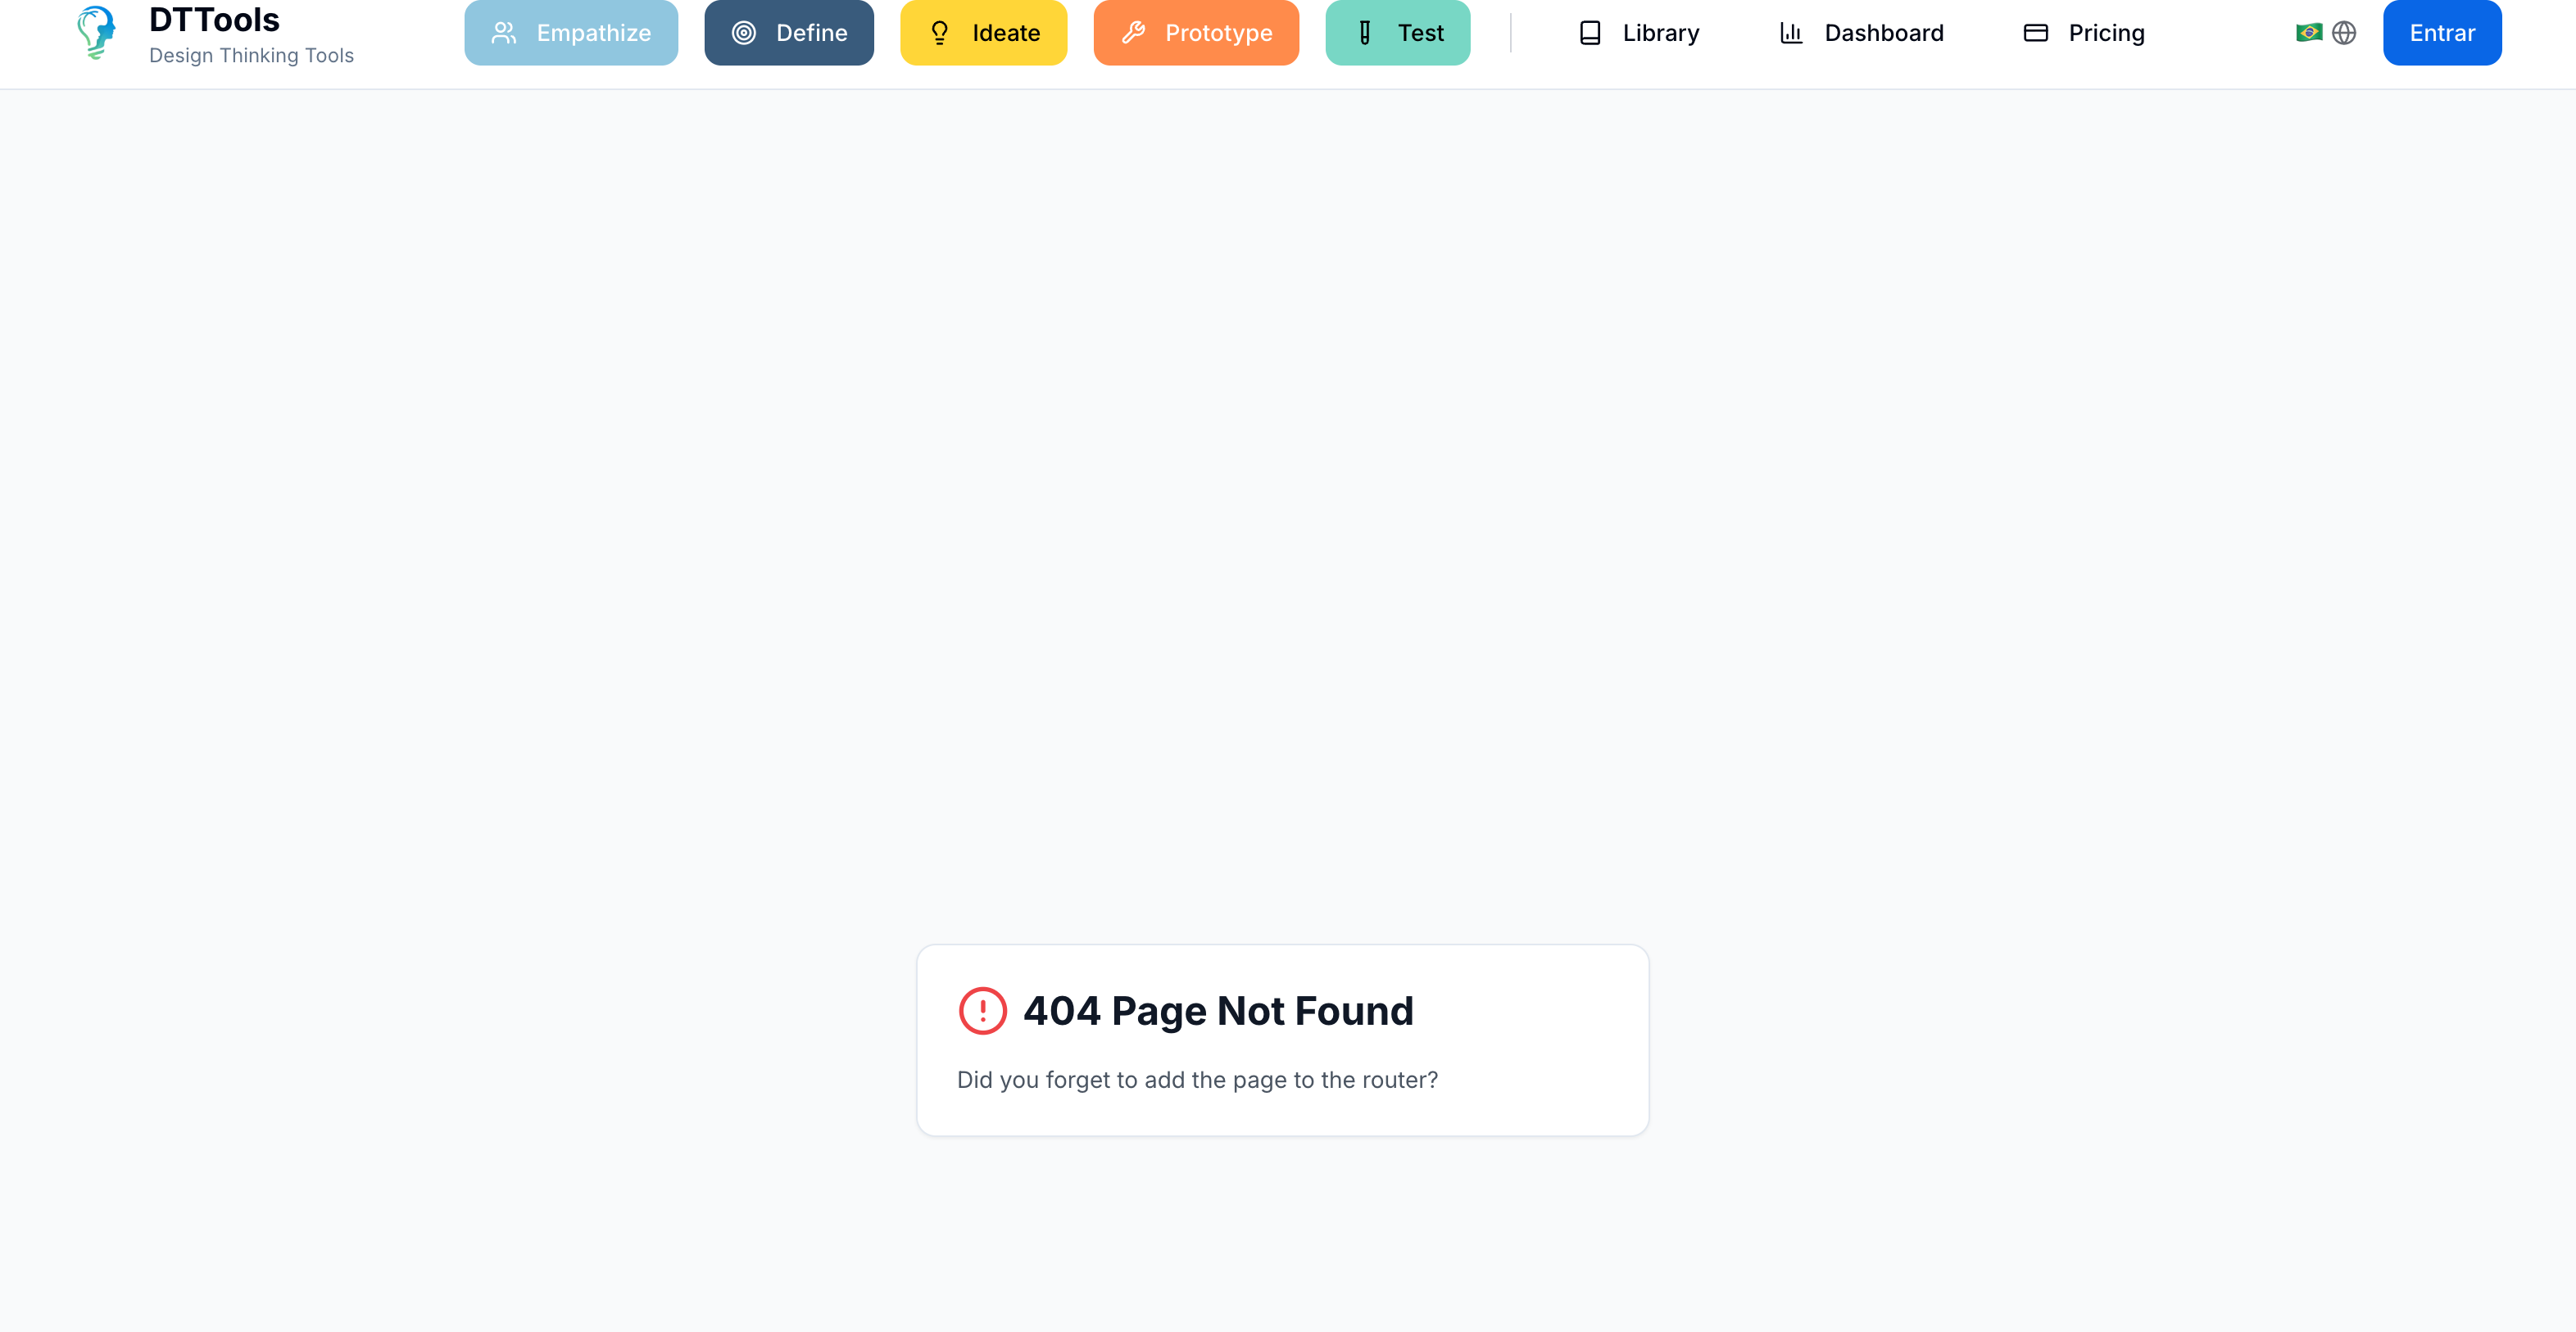 DTTools
Design Thinking Tools
Empathize
Define
Ideate
Prototype
Test
Library
Dashboard
Pricing
Entrar
404 Page Not Found
Did you forget to add the page to the router?